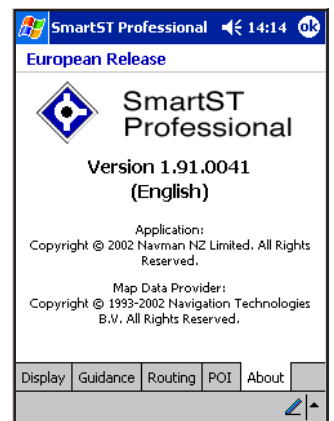 SmartST Professional 14:14 ok
European Release
SmartST
Professional
Version 1.91.0041
(English)
Application:
Copyright © 2002 Navman NZ Limited. All Rights
Reserved.
Map Data Provider:
Copyright © 1993-2002 Navigation Technologies
B.V. All Rights Reserved.
Display Guidance Routing POI About